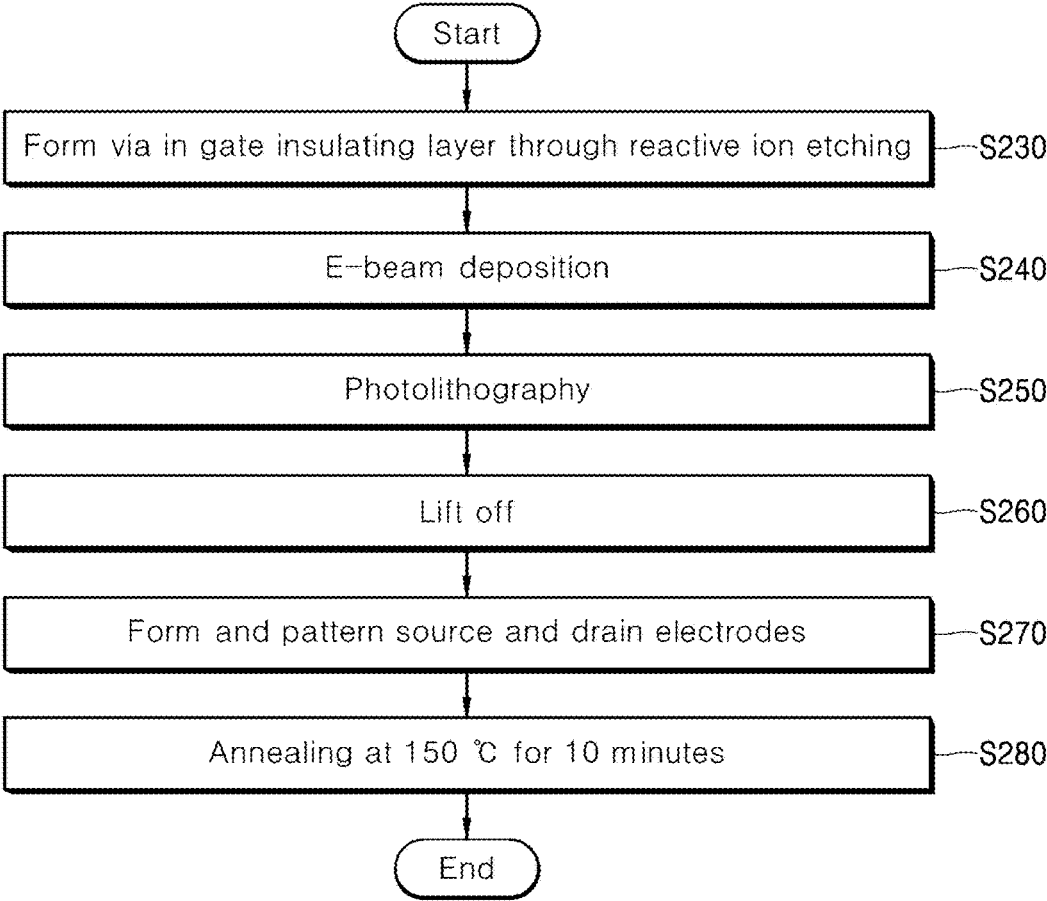 Start
Form via in gate insulating layer through reactive ion etching
S230
E-beam deposition
S240
Photolithography
S250
Lift off
S260
Form and pattern source and drain electrodes
S270
Annealing at 150 ℃ for 10 minutes
S280
End